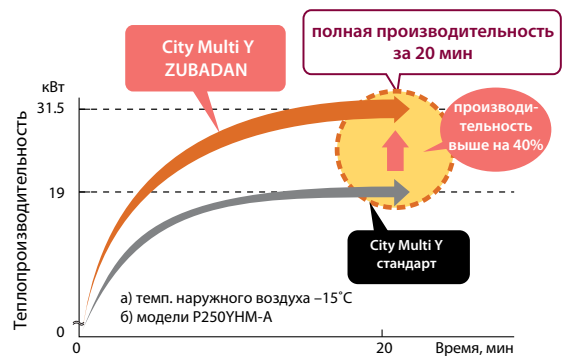 полная производительность
за 20 мин
City Multi Y
ZUBADAN
кВт
31.5
производи-
тельность
выше на 40%
19
Теплопроизводительность
City Multi Y
стандарт
а) темп. наружного воздуха –15˚С
б) модели P250YHM-A
0
0
20
Время, мин